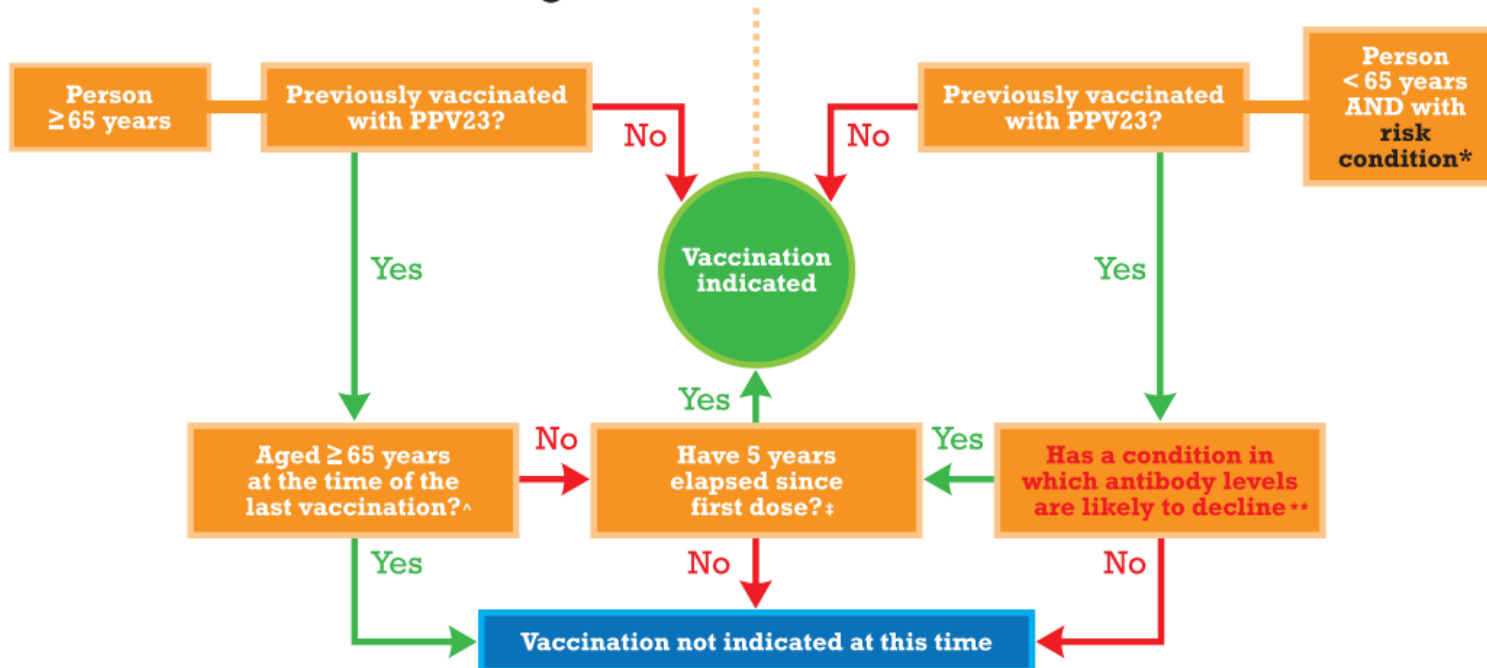 Person
≥ 65 years
Previously vaccinated
with PPV23?
No
Yes
Previously vaccinated
with PPV23?
No
Yes
Person
< 65 years
AND with
risk
condition*
Vaccination
indicated
Aged ≥ 65 years
at the time of the
last vaccination?^
No
Yes
Have 5 years
elapsed since
first dose?‡
Yes
No
Has a condition in
which antibody levels
are likely to decline**
Yes
No
Vaccination not indicated at this time